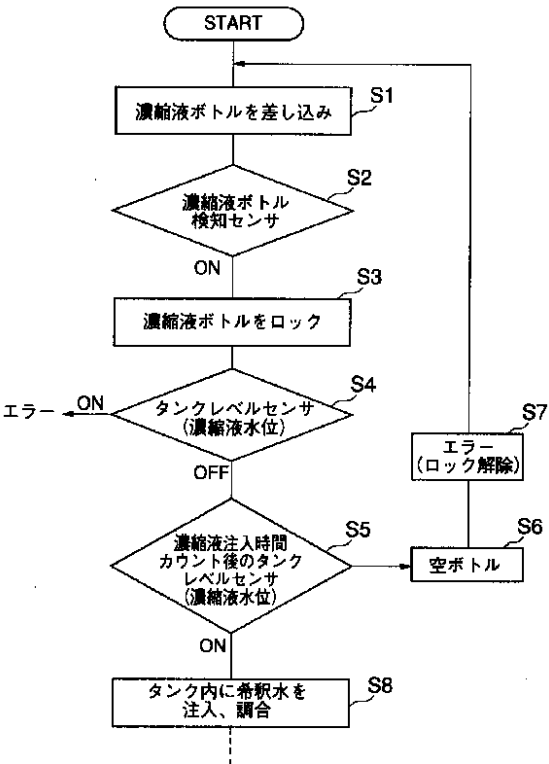 START
濃縮液ボトルを差し込み
S1
濃縮液ボトル
検知センサ
S2
ON
濃縮液ボトルをロック
S3
タンクレベルセンサ
(濃縮液水位)
S4
ON
エラー
OFF
濃縮液注入時間
カウント後のタンク
レベルセンサ
(濃縮液水位)
S5
空ボトル
S6
エラー
(ロック解除)
S7
ON
タンク内に希釈水を
注入、調合
S8